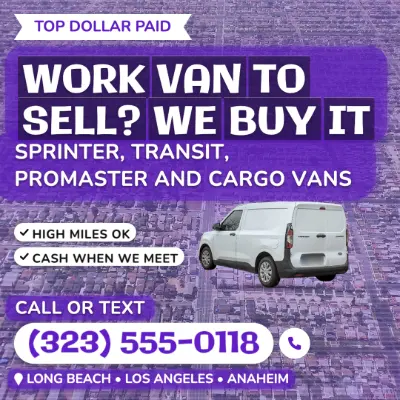 TOP DOLLAR PAID
WORK VAN TO
SELL? WE BUY IT
SPRINTER, TRANSIT,
PROMASTER AND CARGO VANS
HIGH MILES OK
CASH WHEN WE MEET
CALL OR TEXT
(323) 555-0118
LONG BEACH • LOS ANGELES • ANAHEIM